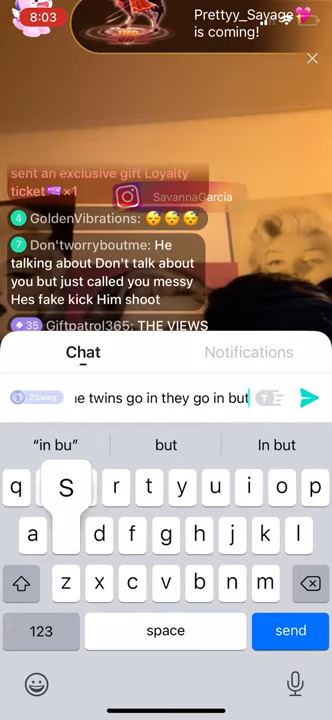 8:03
Prettyy_Savage💖
is coming!
VIP
sent an exclusive gift Loyalty
ticket ×1
SavannaGarcia
4 GoldenVibrations: 😴😴😴
7 Don'tworryboutme: He
talking about Don't talk about
you but just called you messy
Hes fake kick Him shoot
35 Giftpatrol365: THE VIEWS
Chat
Notifications
ZSwag
he twins go in they go in but
T
“in bu”
but
In but
q S r t y u i o p
a d f g h j k l
z x c v b n m
123
space
send